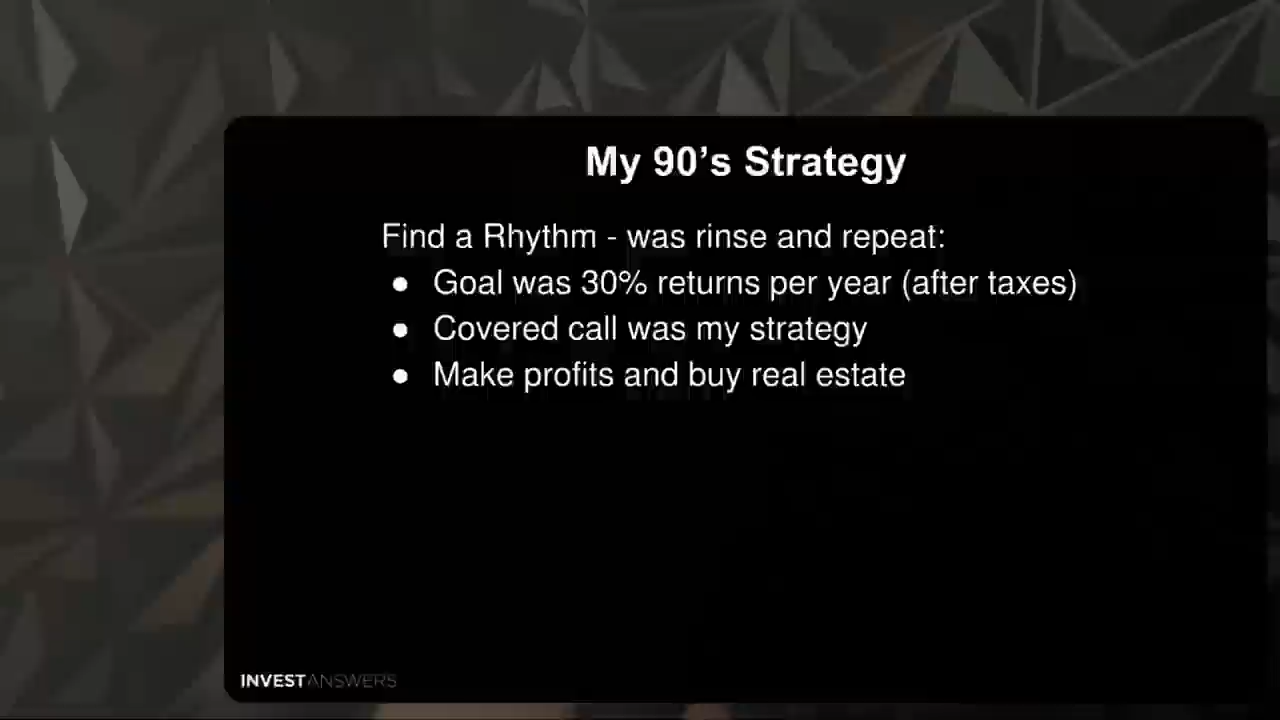 My 90’s Strategy
Find a Rhythm - was rinse and repeat:
● Goal was 30% returns per year (after taxes)
● Covered call was my strategy
● Make profits and buy real estate
INVESTANSWERS